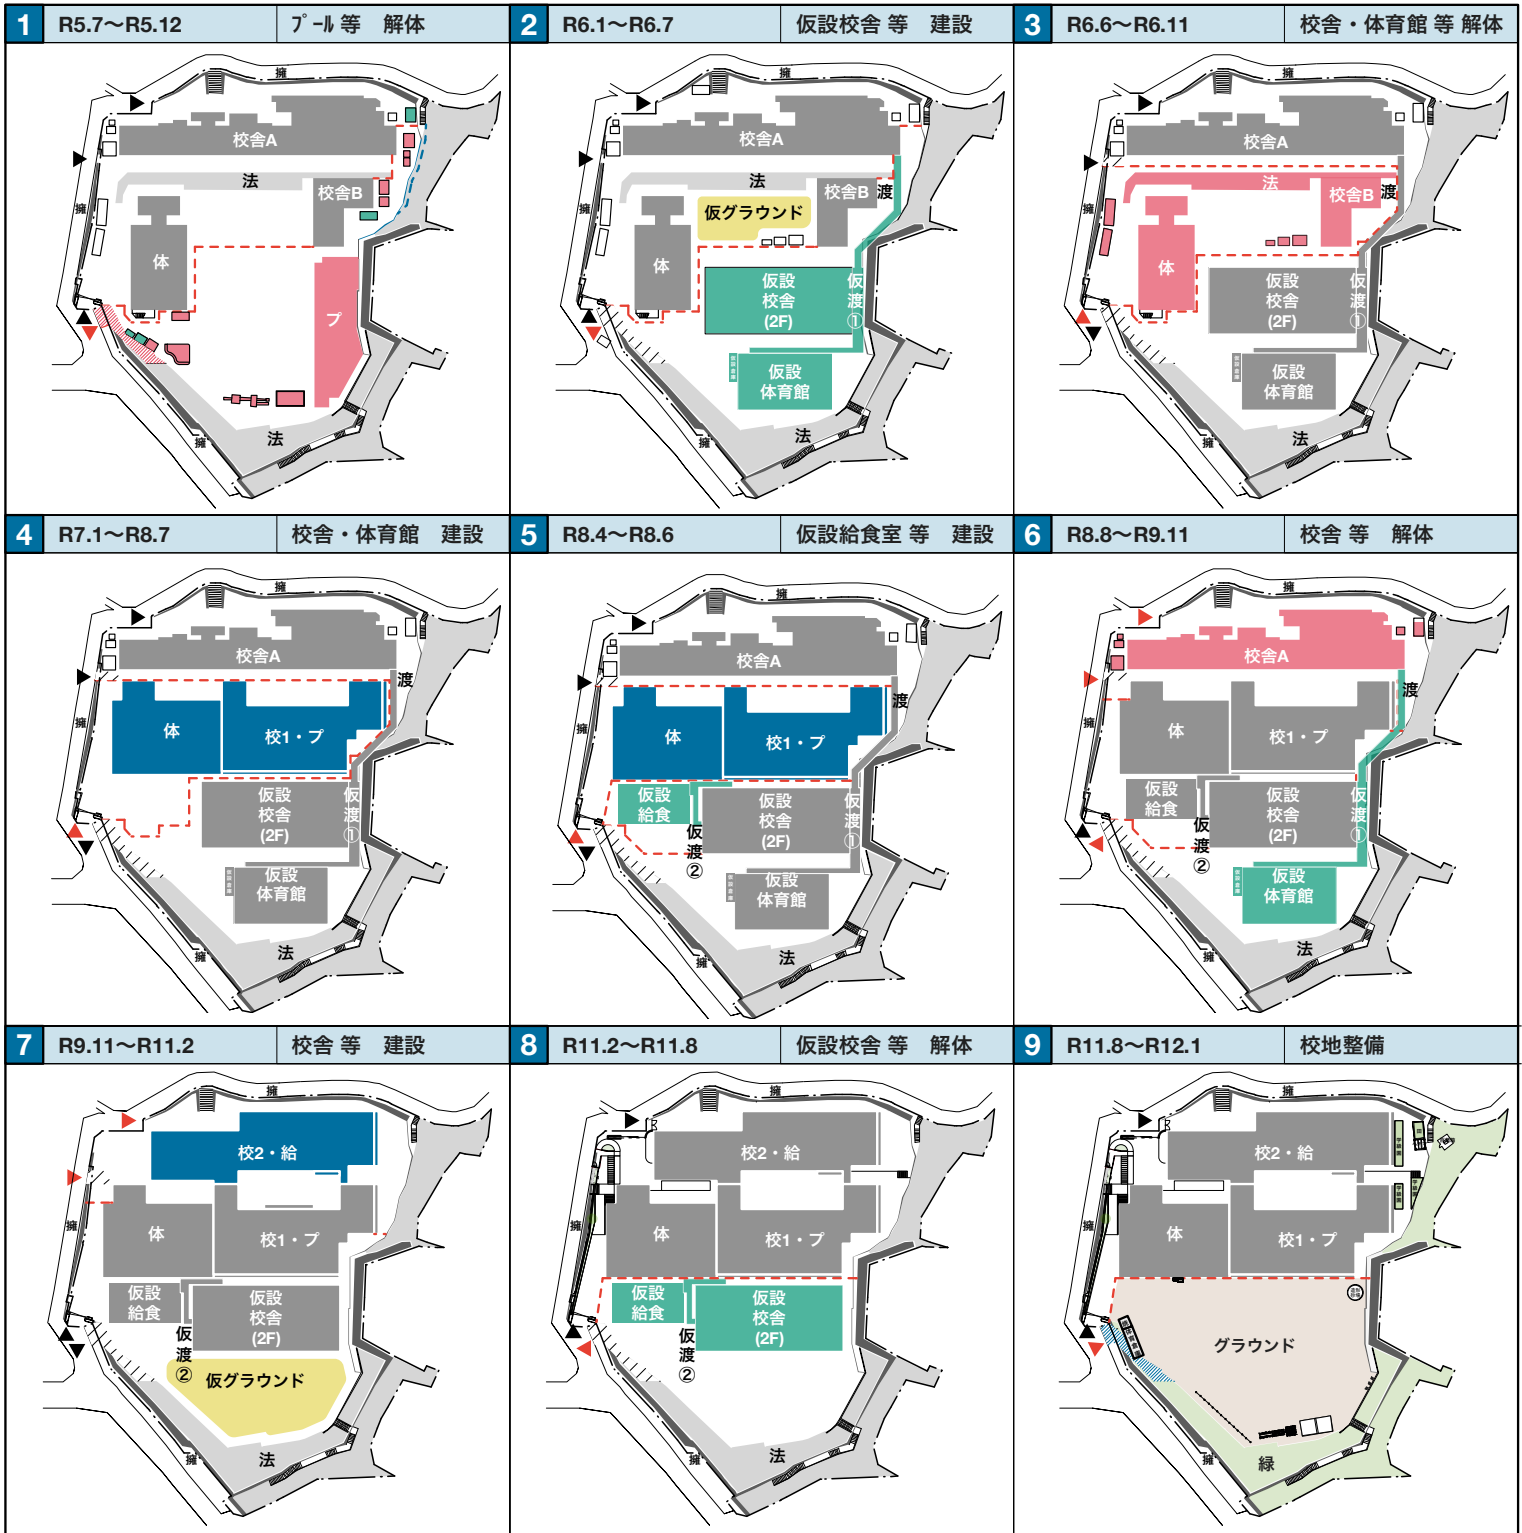 1 R5.7〜R5.12 プール 等 解体
擁
校舎A
法
校舎B
擁
体
プ
法
擁
2 R6.1〜R6.7 仮設校舎 等 建設
擁
校舎A
法
校舎B
渡
擁
仮グラウンド
体
仮設
校舎
(2F)
仮
渡
①
仮設
体育館
法
擁
3 R6.6〜R6.11 校舎・体育館 等 解体
擁
校舎A
法
校舎B
渡
擁
体
仮設
校舎
(2F)
仮
渡
①
仮設
体育館
法
擁
4 R7.1〜R8.7 校舎・体育館 建設
擁
校舎A
渡
擁
体
校1・プ
仮設
校舎
(2F)
仮
渡
①
仮設
体育館
法
擁
5 R8.4〜R8.6 仮設給食室 等 建設
擁
校舎A
渡
擁
体
校1・プ
仮設
給食
仮
渡
②
仮設
校舎
(2F)
仮
渡
①
仮設
体育館
法
擁
6 R8.8〜R9.11 校舎 等 解体
擁
校舎A
渡
擁
体
校1・プ
仮設
給食
仮
渡
②
仮設
校舎
(2F)
仮
渡
①
仮設
体育館
法
擁
7 R9.11〜R11.2 校舎 等 建設
擁
校2・給
擁
体
校1・プ
仮設
給食
仮
渡
②
仮設
校舎
(2F)
仮グラウンド
法
擁
8 R11.2〜R11.8 仮設校舎 等 解体
擁
校2・給
擁
体
校1・プ
仮設
給食
仮
渡
②
仮設
校舎
(2F)
法
擁
9 R11.8〜R12.1 校地整備
擁
校2・給
擁
体
校1・プ
グラウンド
緑
擁